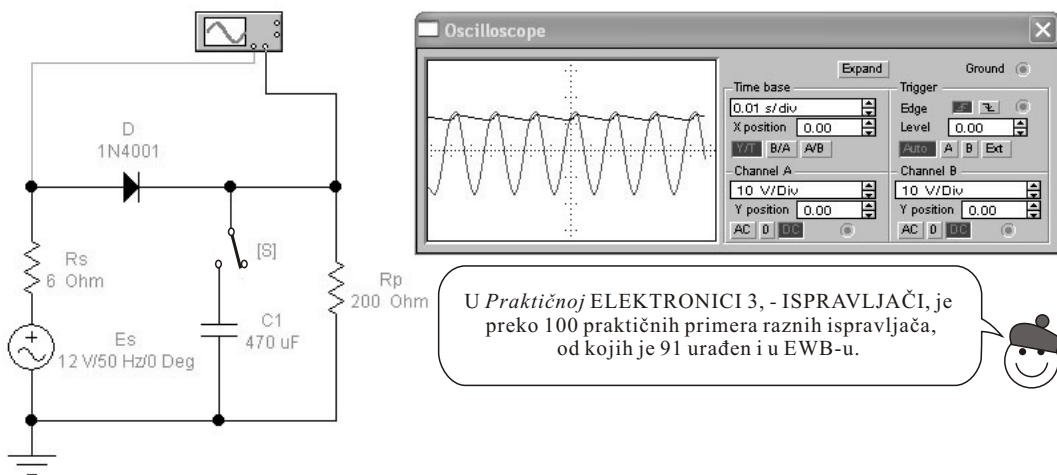 Oscilloscope
Expand
Ground
Time base
0.01 s/div
X position 0.00
Y/T B/A A/B
Trigger
Edge
Level 0.00
Auto A B Ext
Channel A
10 V/Div
Y position 0.00
AC 0 DC
Channel B
10 V/Div
Y position 0.00
AC 0 DC
D
1N4001
[S]
Rs
6 Ohm
Rp
200 Ohm
C1
470 uF
Es
12 V/50 Hz/0 Deg
U Praktičnoj ELEKTRONICI 3, - ISPRAVLJAČI, je
preko 100 praktičnih primera raznih ispravljača,
od kojih je 91 urađen i u EWB-u.